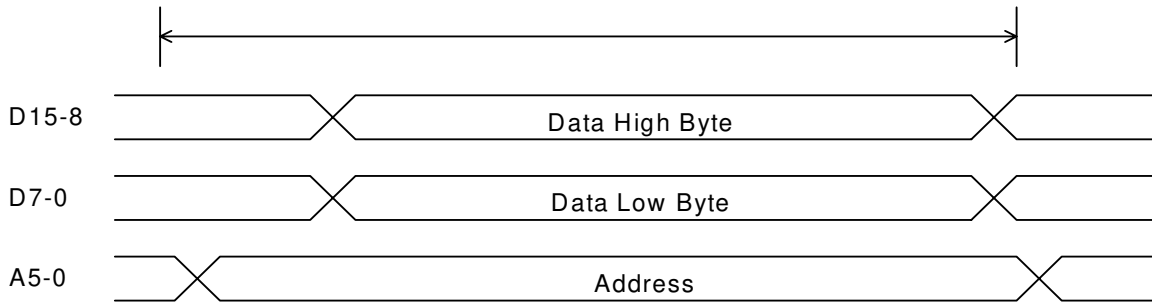 D15-8 Data High Byte
D7-0 Data Low Byte
A5-0 Address